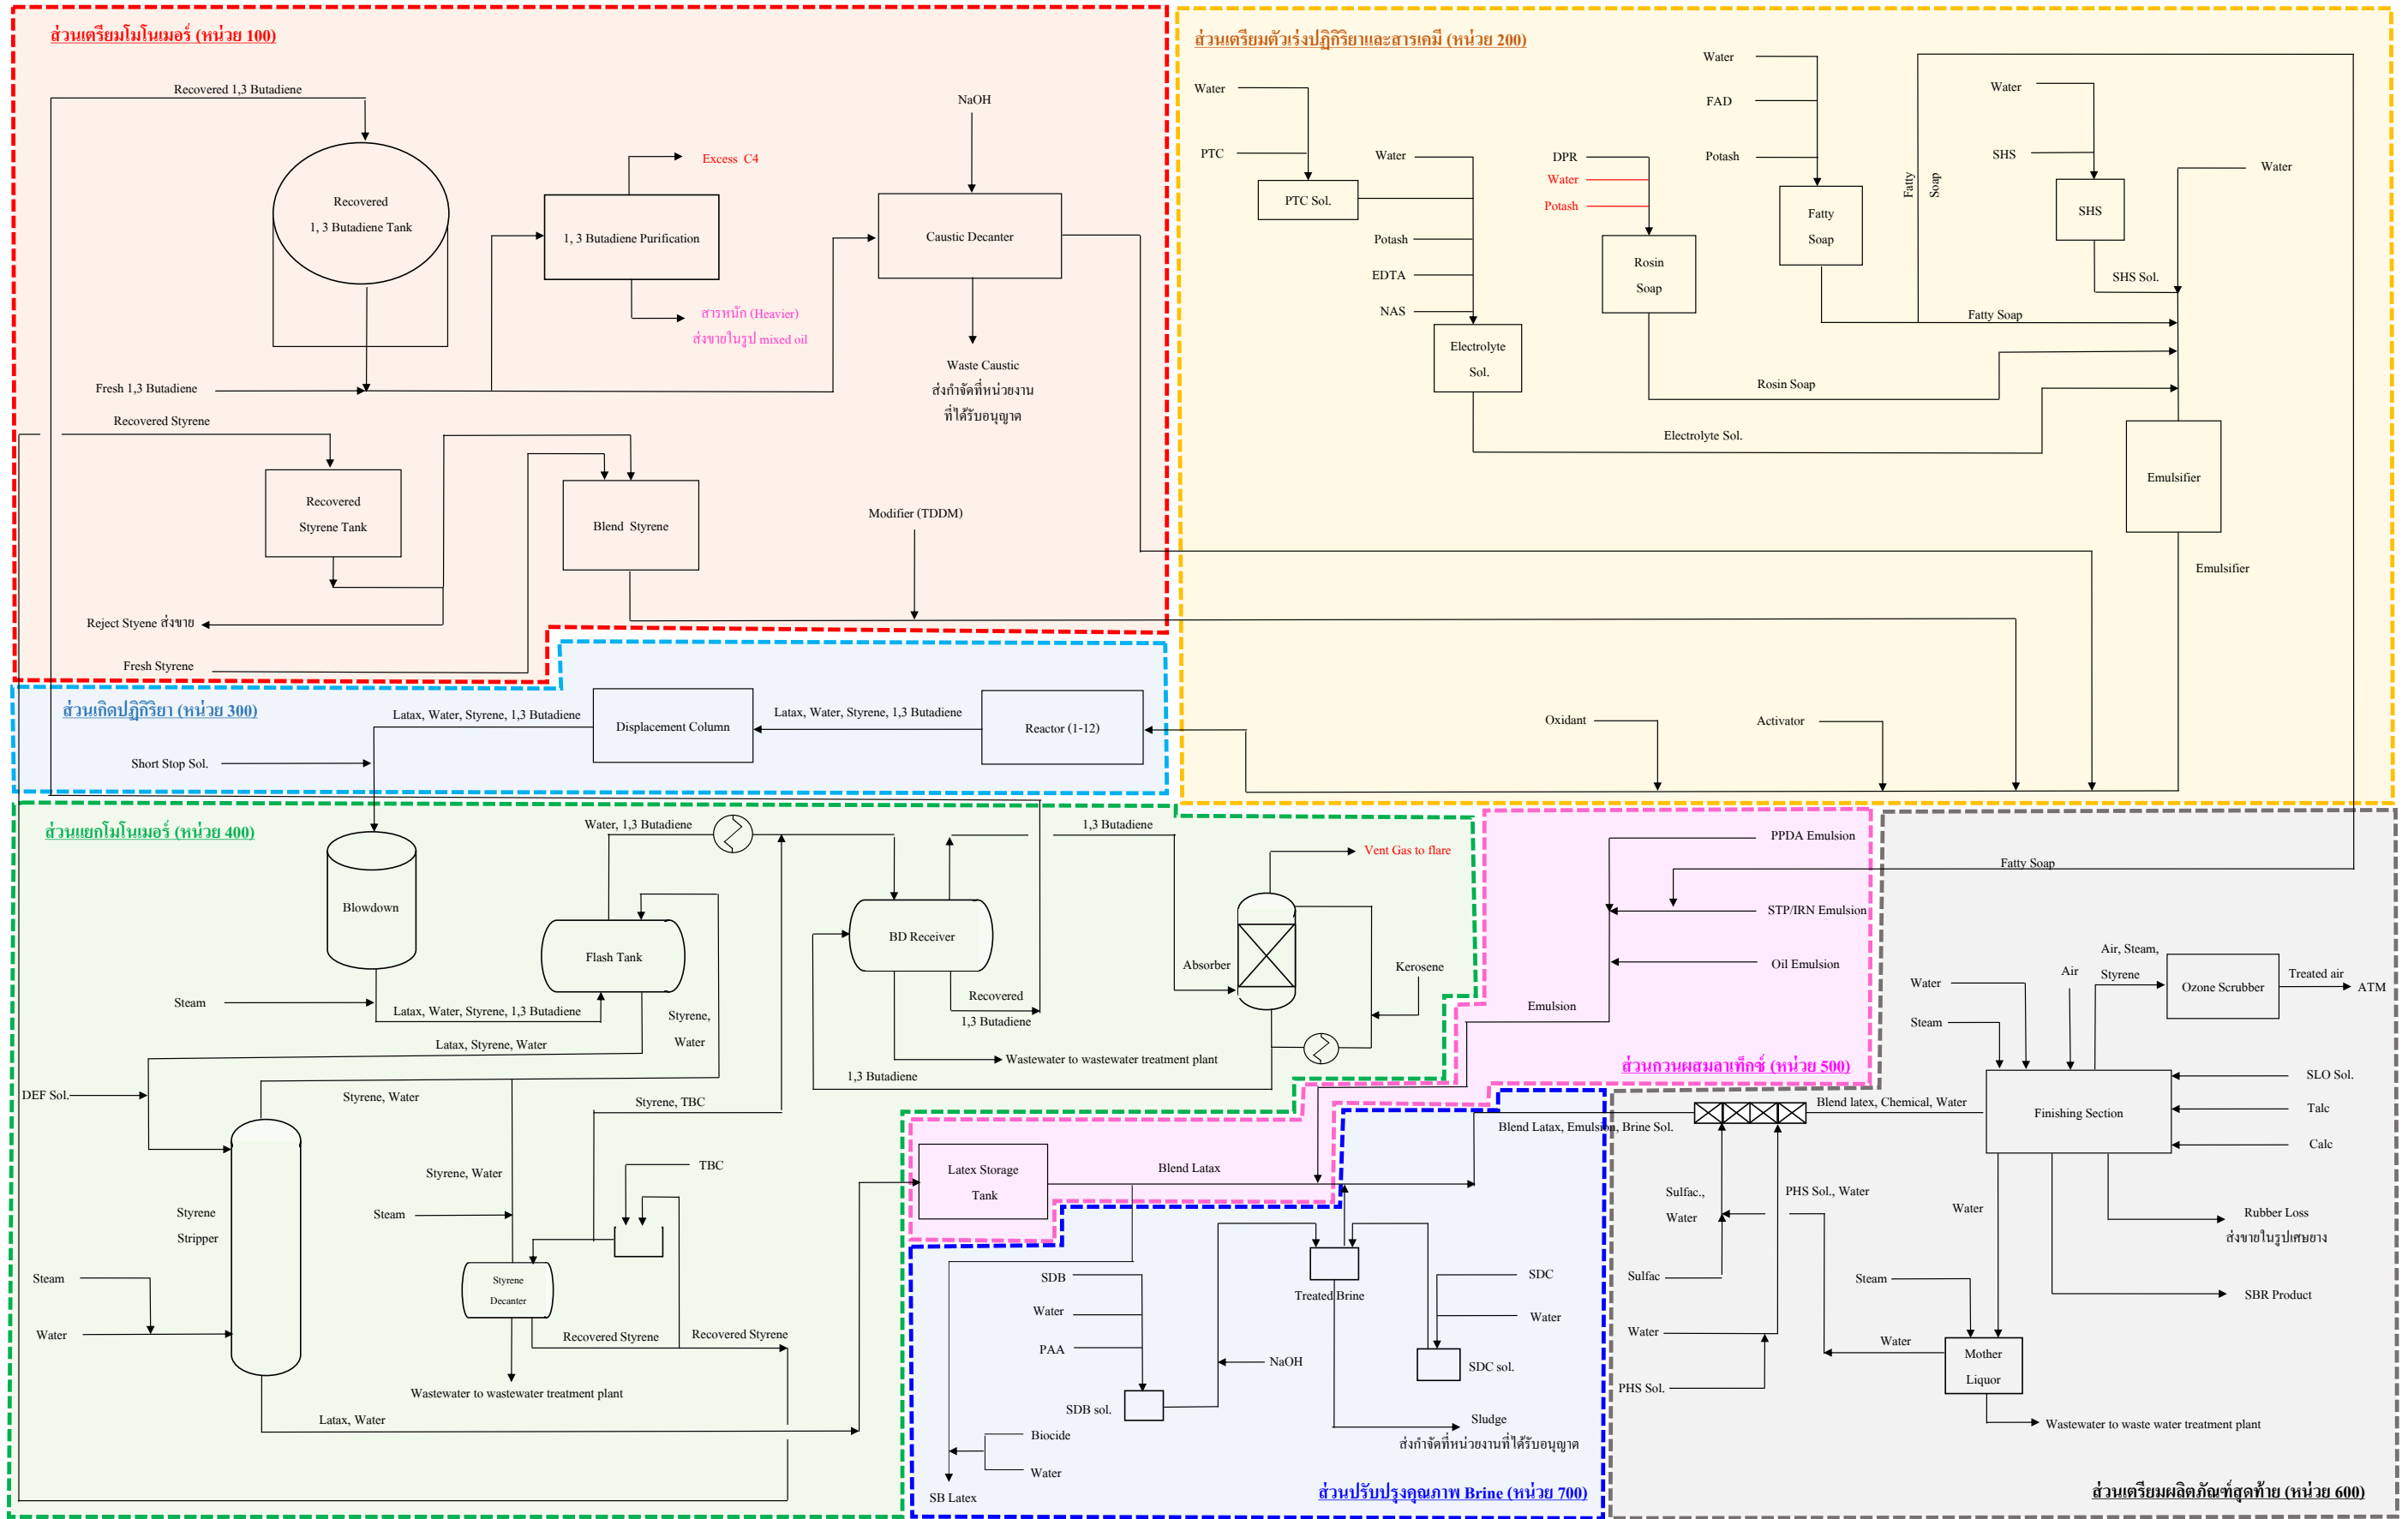 ส่วนเตรียมโมโนเมอร์ (หน่วย 100)
Recovered 1,3 Butadiene
NaOH
Excess C4
Recovered
1, 3 Butadiene Tank
1, 3 Butadiene Purification
Caustic Decanter
สารหนัก (Heavier)
ส่งขายในรูป mixed oil
Fresh 1,3 Butadiene
Waste Caustic
ส่งกำจัดที่หน่วยงาน
ที่ได้รับอนุญาต
Recovered Styrene
Recovered
Styrene Tank
Blend Styrene
Modifier (TDDM)
Reject Styene ส่งขาย
Fresh Styrene
ส่วนเตรียมตัวเร่งปฏิกิริยาและสารเคมี (หน่วย 200)
Water
PTC
PTC Sol.
Water
Potash
EDTA
NAS
Electrolyte
Sol.
DPR
Water
Potash
Rosin
Soap
Water
FAD
Potash
Fatty
Soap
Fatty
Soap
Water
SHS
SHS
Water
SHS Sol.
Fatty Soap
Rosin Soap
Electrolyte Sol.
Emulsifier
Emulsifier
Oxidant
Activator
ส่วนเกิดปฏิกิริยา (หน่วย 300)
Latax, Water, Styrene, 1,3 Butadiene
Displacement Column
Latax, Water, Styrene, 1,3 Butadiene
Reactor (1-12)
Short Stop Sol.
ส่วนแยกโมโนเมอร์ (หน่วย 400)
Water, 1,3 Butadiene
1,3 Butadiene
Vent Gas to flare
Blowdown
Flash Tank
BD Receiver
Absorber
Kerosene
Steam
Latax, Water, Styrene, 1,3 Butadiene
Styrene,
Water
Recovered
1,3 Butadiene
Latax, Styrene, Water
Wastewater to wastewater treatment plant
1,3 Butadiene
DEF Sol.
Styrene, Water
Styrene, TBC
Styrene, Water
TBC
Styrene
Stripper
Steam
Steam
Water
Styrene
Decanter
Recovered Styrene
Recovered Styrene
Wastewater to wastewater treatment plant
Latax, Water
PPDA Emulsion
Fatty Soap
STP/IRN Emulsion
Oil Emulsion
Emulsion
ส่วนกวนผสมลาเท็กซ์ (หน่วย 500)
Latex Storage
Tank
Blend Latax
Blend Latax, Emulsion, Brine Sol.
SDB
Water
PAA
SDB sol.
NaOH
Treated Brine
SDC
Water
SDC sol.
Sludge
ส่งกำจัดที่หน่วยงานที่ได้รับอนุญาต
Biocide
Water
SB Latex
ส่วนปรับปรุงคุณภาพ Brine (หน่วย 700)
Air, Steam,
Styrene
Air
Water
Steam
Ozone Scrubber
Treated air
ATM
Finishing Section
SLO Sol.
Talc
Calc
Blend latex, Chemical, Water
Sulfac.,
Water
PHS Sol., Water
Water
Rubber Loss
ส่งขายในรูปเศษยาง
Sulfac
Steam
SBR Product
Water
Water
Mother
Liquor
PHS Sol.
Wastewater to waste water treatment plant
ส่วนเตรียมผลิตภัณฑ์สุดท้าย (หน่วย 600)